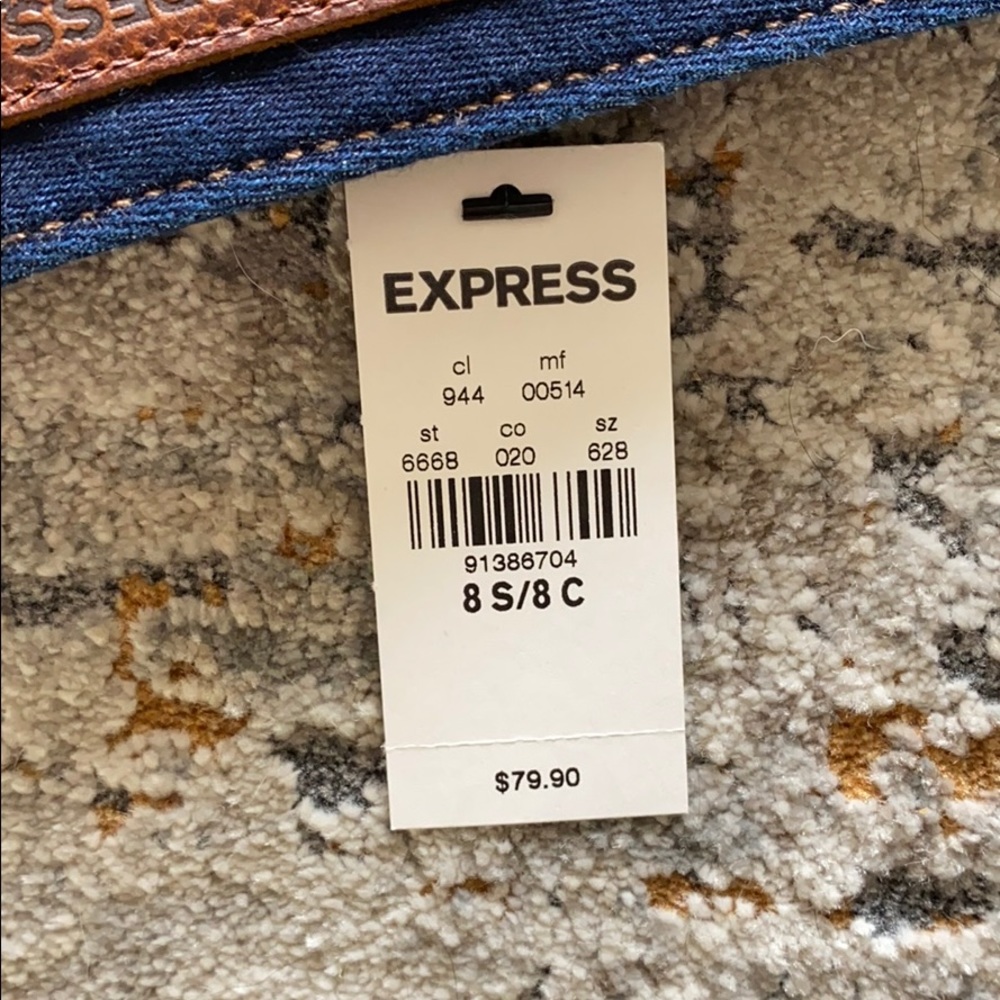 EXPRESS
cl mf
944 00514
st co sz
6668 020 628
91386704
8 S/8 C
$79.90